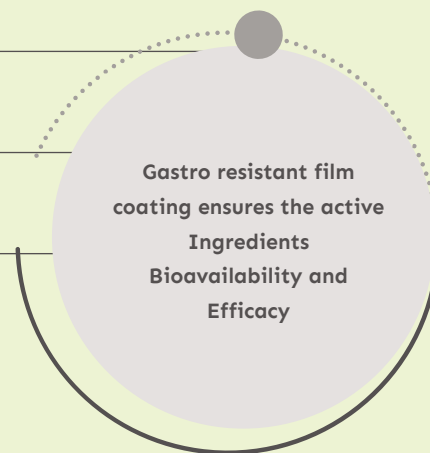 Gastro resistant film
coating ensures the active
Ingredients
Bioavailability and
Efficacy